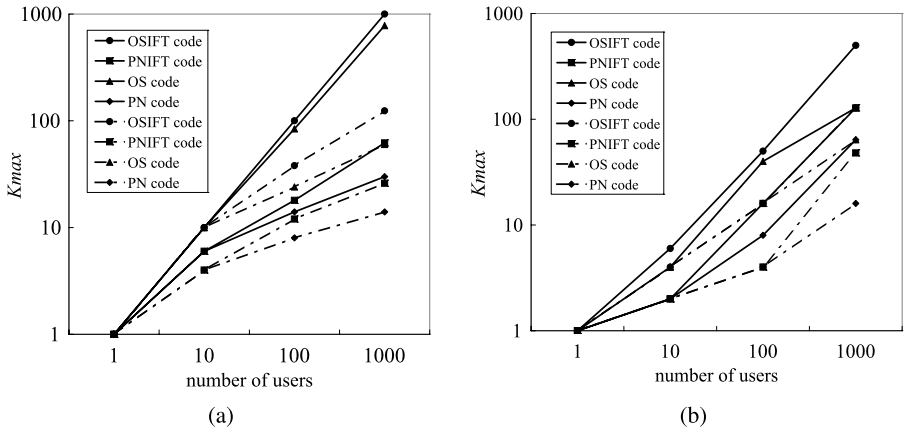 1000
100
10
1
Kmax
OSIFT code
PNIFT code
OS code
PN code
OSIFT code
PNIFT code
OS code
PN code
1 10 100 1000
number of users
(a)
1000
100
10
1
Kmax
OSIFT code
PNIFT code
OS code
PN code
OSIFT code
PNIFT code
OS code
PN code
1 10 100 1000
number of users
(b)